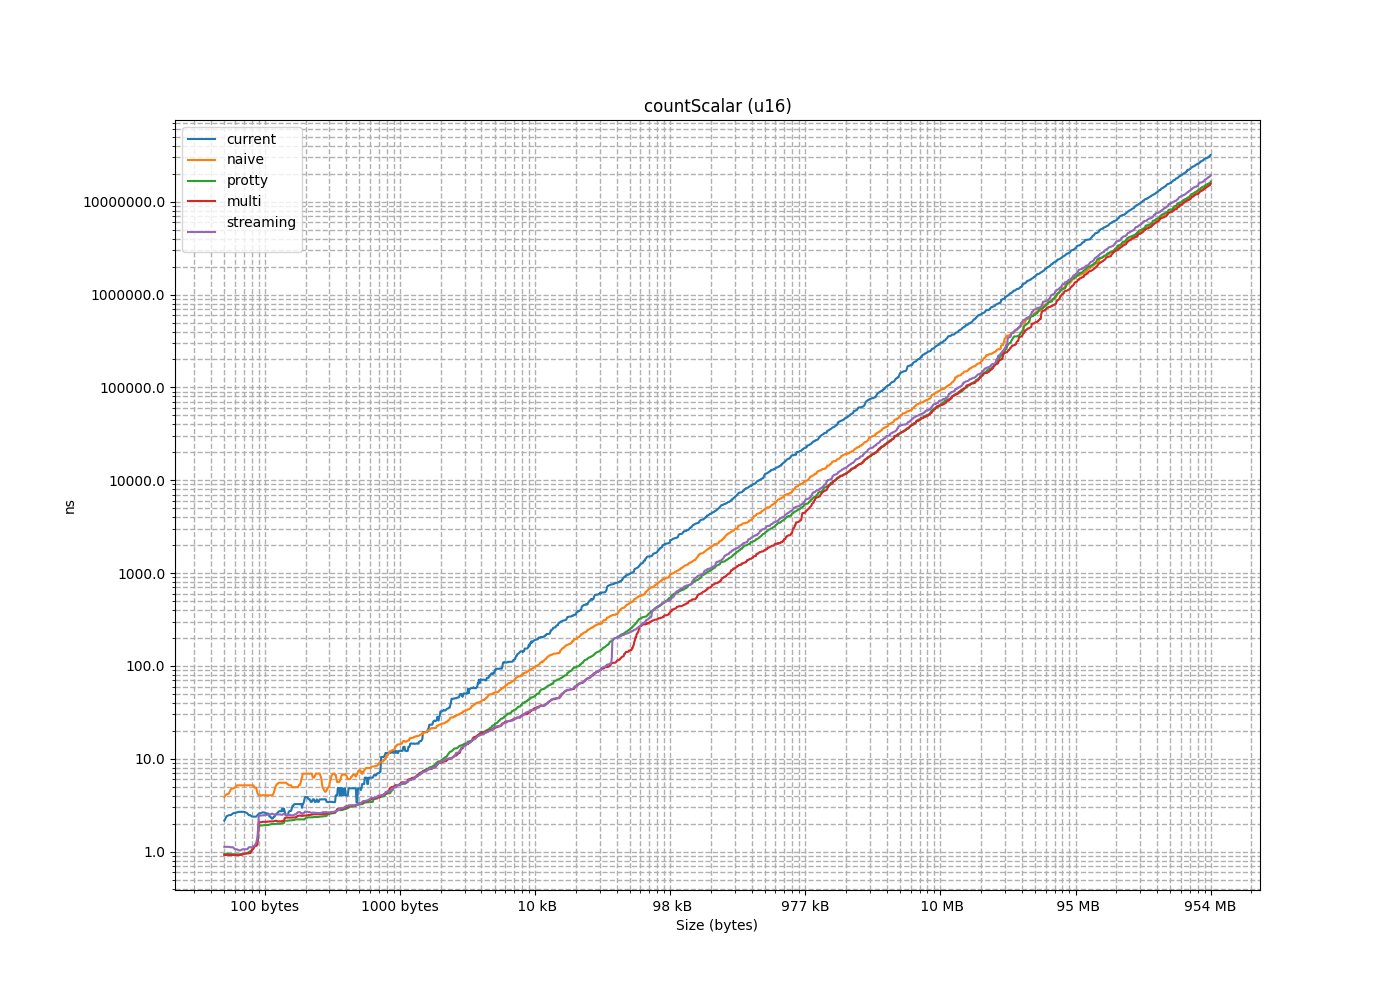 countScalar (u16)
current
naive
protty
multi
streaming
10000000.0
1000000.0
100000.0
10000.0
1000.0
100.0
10.0
1.0
ns
100 bytes 1000 bytes 10 kB 98 kB 977 kB 10 MB 95 MB 954 MB
Size (bytes)